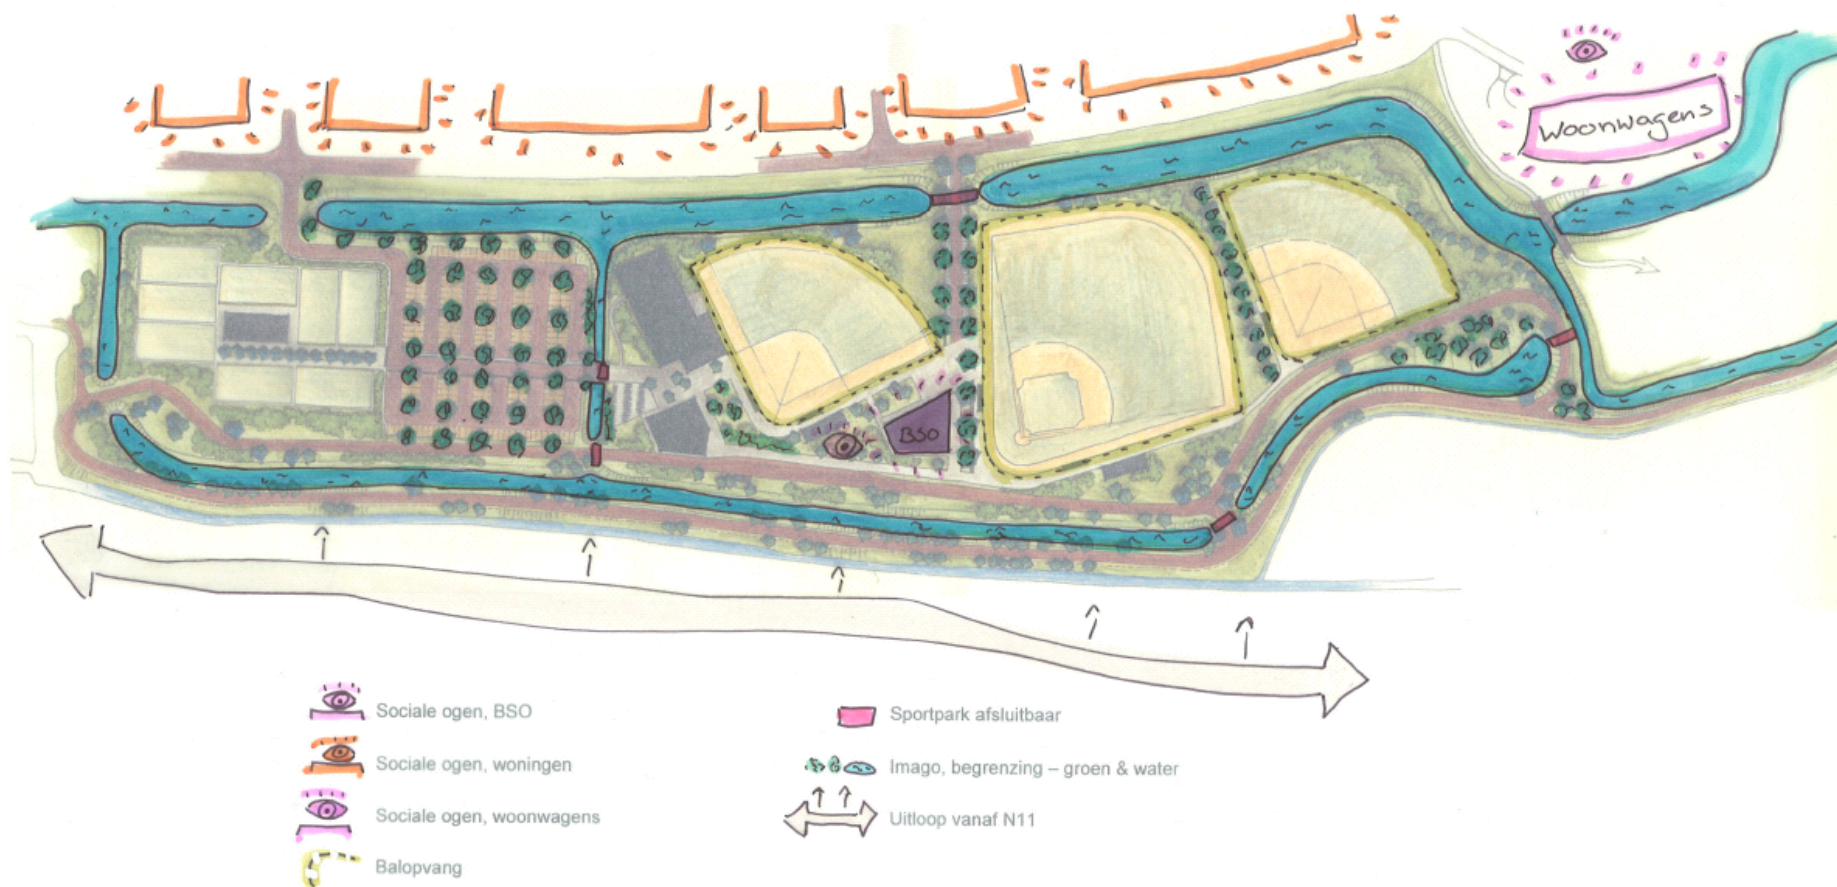 Woonwagens
BSO
Sociale ogen, BSO
Sociale ogen, woningen
Sociale ogen, woonwagens
Balopvang
Sportpark afsluitbaar
Imago, begrenzing – groen & water
Uitloop vanaf N11